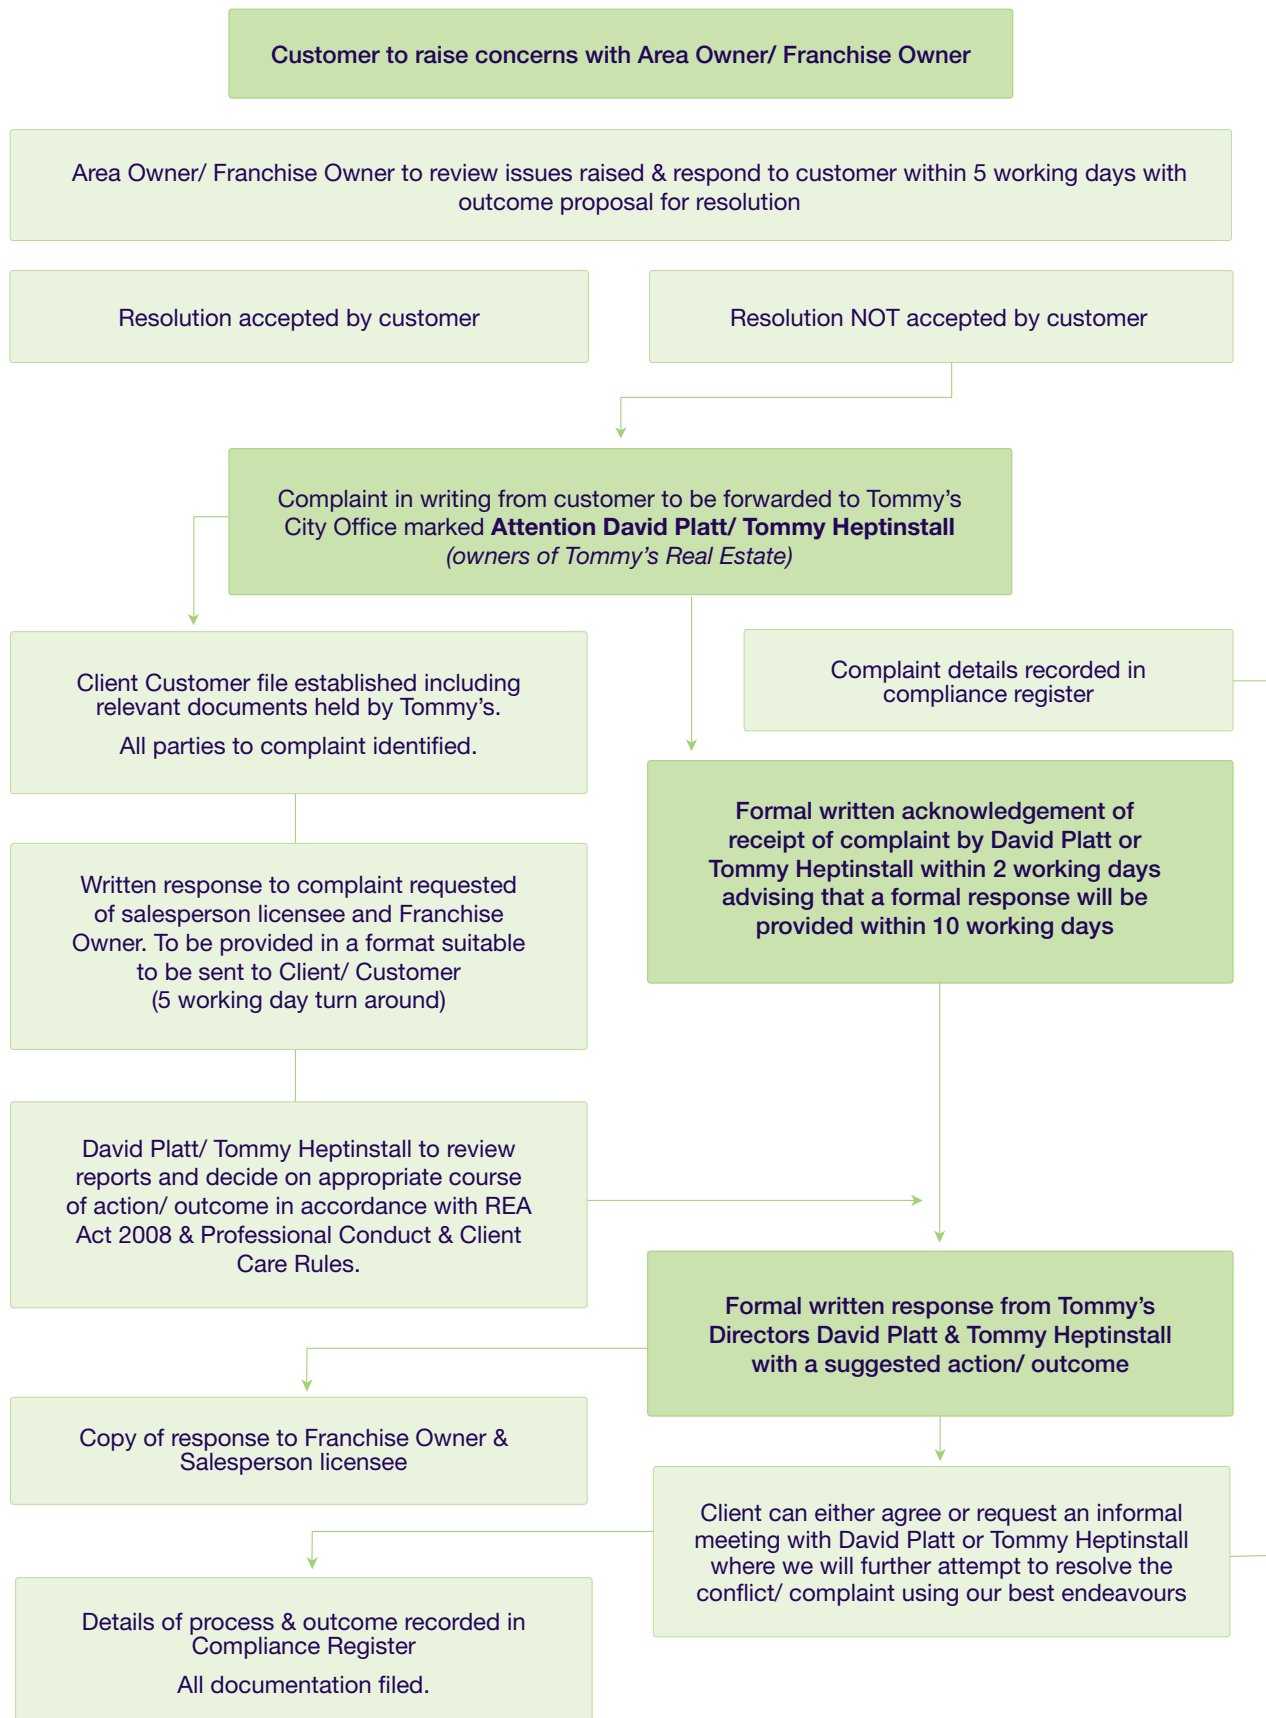 Customer to raise concerns with Area Owner/ Franchise Owner
Area Owner/ Franchise Owner to review issues raised & respond to customer within 5 working days with
outcome proposal for resolution
Resolution accepted by customer
Resolution NOT accepted by customer
Complaint in writing from customer to be forwarded to Tommy’s
City Office marked Attention David Platt/ Tommy Heptinstall
(owners of Tommy’s Real Estate)
Client Customer file established including
relevant documents held by Tommy’s.
All parties to complaint identified.
Complaint details recorded in
compliance register
Formal written acknowledgement of
receipt of complaint by David Platt or
Tommy Heptinstall within 2 working days
advising that a formal response will be
provided within 10 working days
Written response to complaint requested
of salesperson licensee and Franchise
Owner. To be provided in a format suitable
to be sent to Client/ Customer
(5 working day turn around)
David Platt/ Tommy Heptinstall to review
reports and decide on appropriate course
of action/ outcome in accordance with REA
Act 2008 & Professional Conduct & Client
Care Rules.
Formal written response from Tommy’s
Directors David Platt & Tommy Heptinstall
with a suggested action/ outcome
Copy of response to Franchise Owner &
Salesperson licensee
Client can either agree or request an informal
meeting with David Platt or Tommy Heptinstall
where we will further attempt to resolve the
conflict/ complaint using our best endeavours
Details of process & outcome recorded in
Compliance Register
All documentation filed.